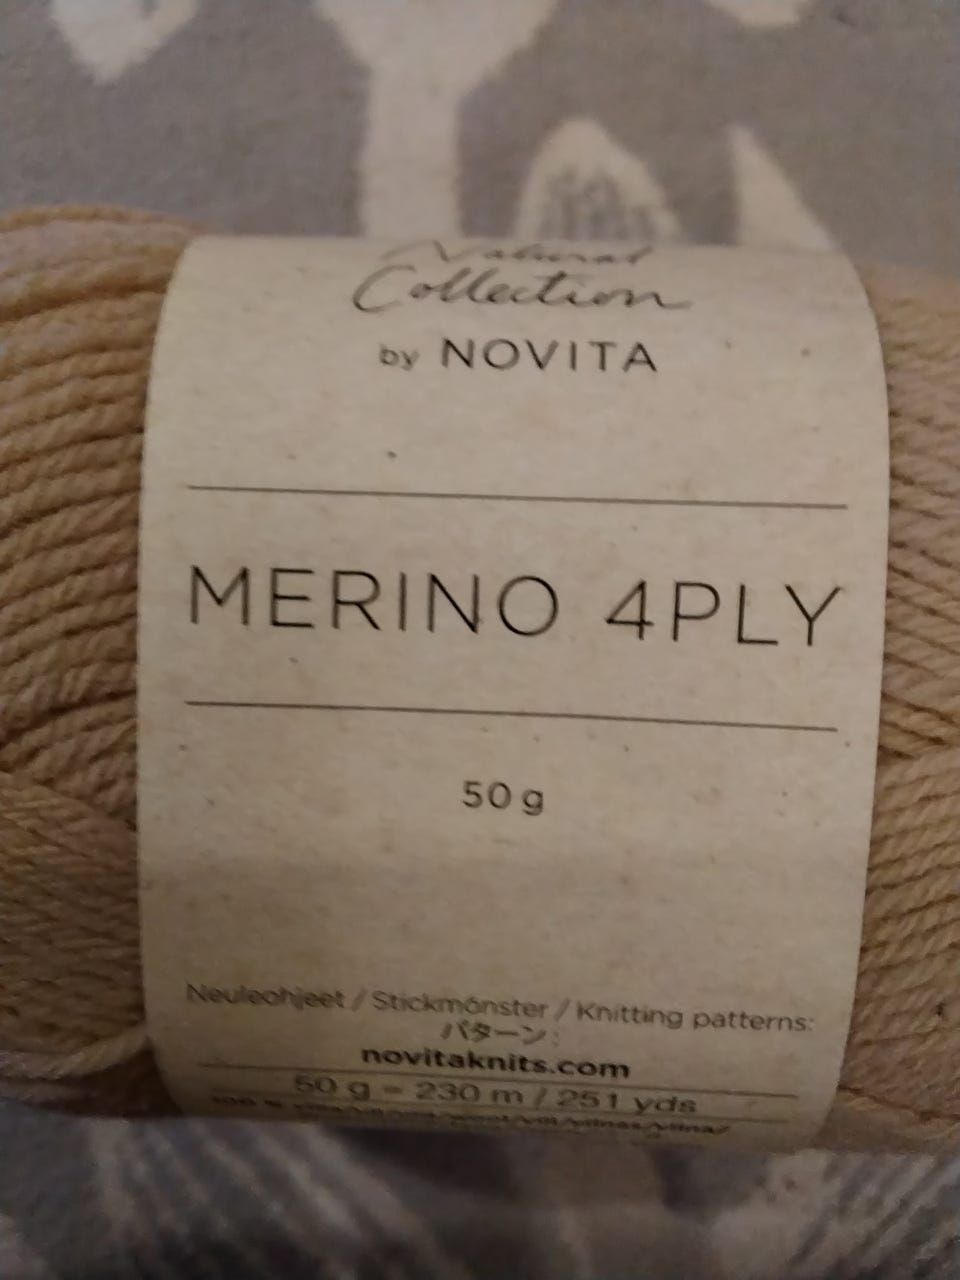 Natural
Collection
by NOVITA
MERINO 4PLY
50 g
Neuleohjeet / Stickmönster / Knitting patterns:
パターン:
novitaknits.com
50 g = 230 m / 251 yds